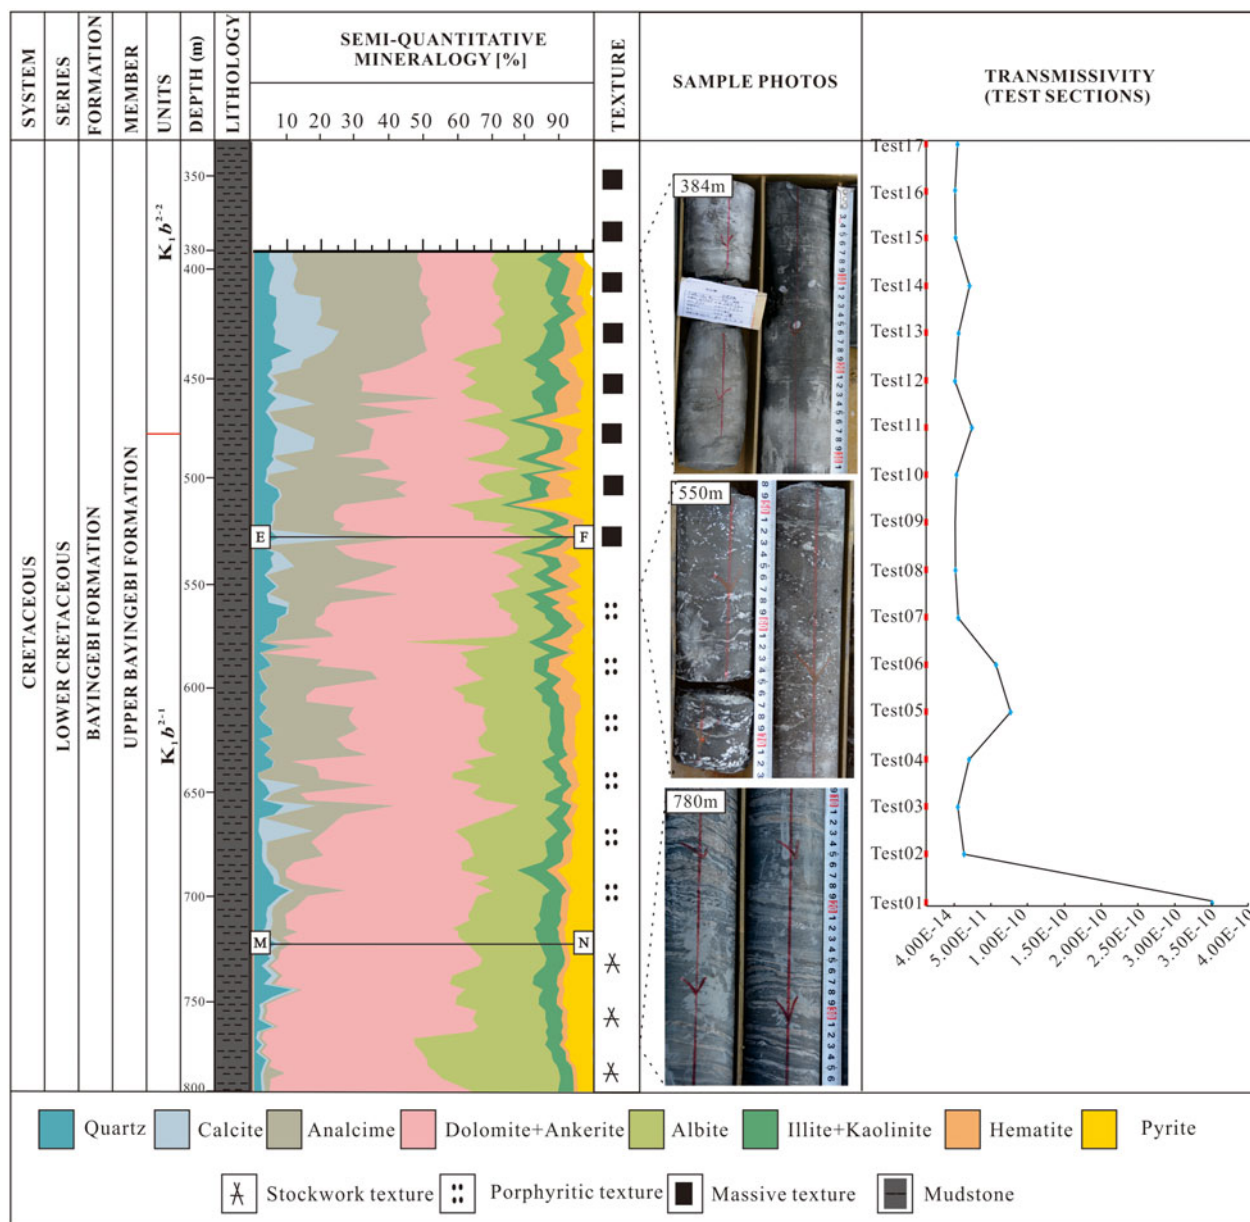 SYSTEM
SERIES
FORMATION
MEMBER
UNITS
DEPTH (m)
LITHOLOGY
SEMI-QUANTITATIVE
MINERALOGY [%]
10 20 30 40 50 60 70 80 90
TEXTURE
SAMPLE PHOTOS
TRANSMISSIVITY
(TEST SECTIONS)
CRETACEOUS
LOWER CRETACEOUS
BAYINGEBI FORMATION
UPPER BAYINGEBI FORMATION
K₁b²⁻²
K₁b²⁻¹
350
380
400
450
500
550
600
650
700
750
800
E F
M N
384m
550m
780m
Test17
Test16
Test15
Test14
Test13
Test12
Test11
Test10
Test09
Test08
Test07
Test06
Test05
Test04
Test03
Test02
Test01
4.00E-14
5.00E-11
1.00E-10
1.50E-10
2.00E-10
2.50E-10
3.00E-10
3.50E-10
4.00E-10
Quartz Calcite Analcime Dolomite+Ankerite Albite Illite+Kaolinite Hematite Pyrite
Stockwork texture Porphyritic texture Massive texture Mudstone